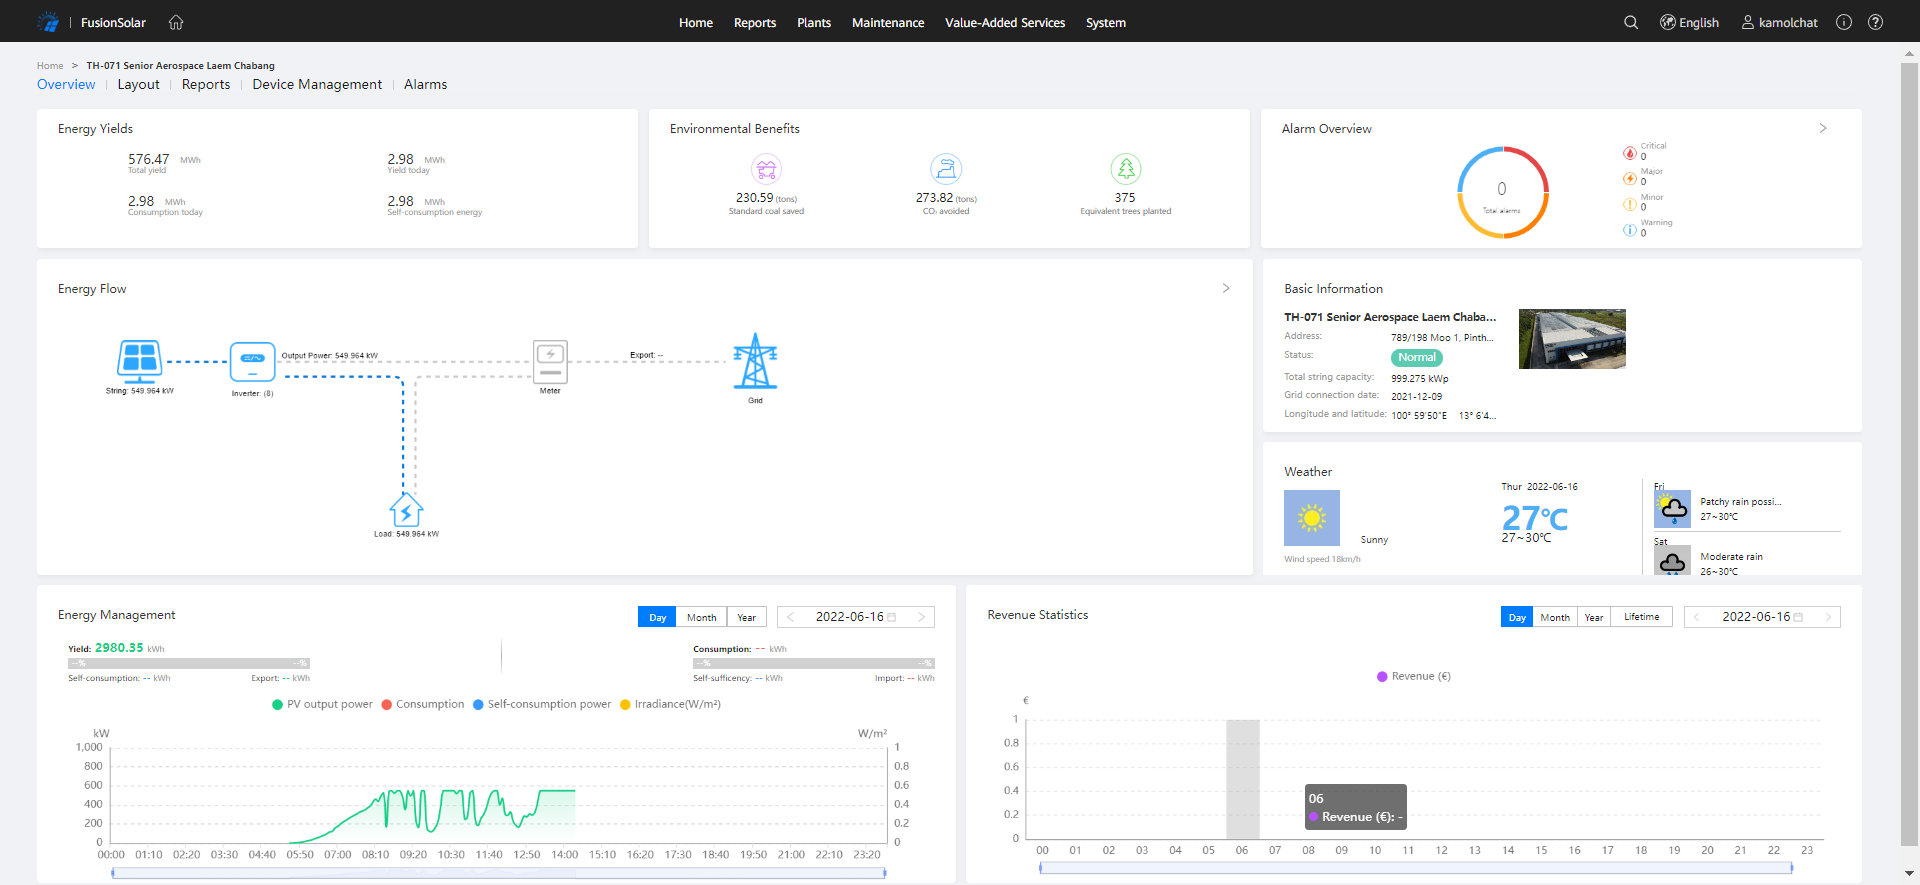 FusionSolar
Home Reports Plants Maintenance Value-Added Services System
English kamolchat
Home > TH-071 Senior Aerospace Laem Chabang
Overview Layout Reports Device Management Alarms
Energy Yields
576.47 MWh
Total yield
2.98 MWh
Yield today
2.98 MWh
Consumption today
2.98 MWh
Self-consumption energy
Environmental Benefits
230.59 (tons)
Standard coal saved
273.82 (tons)
CO₂ avoided
375
Equivalent trees planted
Alarm Overview
0
Total alarms
Critical
0
Major
0
Minor
0
Warning
0
Energy Flow
String: 549.964 kW
Inverter: (8)
Output Power: 549.964 kW
Meter
Export: --
Grid
Load: 549.964 kW
Basic Information
TH-071 Senior Aerospace Laem Chaba...
Address: 789/198 Moo 1, Pinth...
Status: Normal
Total string capacity: 999.275 kWp
Grid connection date: 2021-12-09
Longitude and latitude: 100° 59'50"E 13° 6'4...
Weather
Sunny
Wind speed 18km/h
Thur 2022-06-16
27℃
27~30℃
Fri
Patchy rain possi...
27~30℃
Sat
Moderate rain
26~30℃
Energy Management
Day Month Year
2022-06-16
Yield: 2980.35 kWh
--% --%
Self-consumption: -- kWh Export: -- kWh
Consumption: -- kWh
--% --%
Self-sufficency: -- kWh Import: -- kWh
PV output power Consumption Self-consumption power Irradiance(W/m²)
kW W/m²
1,000 1
800 0.8
600 0.6
400 0.4
200 0.2
0 0
00:00 01:10 02:20 03:30 04:40 05:50 07:00 08:10 09:20 10:30 11:40 12:50 14:00 15:10 16:20 17:30 18:40 19:50 21:00 22:10 23:20
Revenue Statistics
Day Month Year Lifetime
2022-06-16
Revenue (€)
€
1
0.8
0.6
0.4
0.2
0
06
Revenue (€): -
00 01 02 03 04 05 06 07 08 09 10 11 12 13 14 15 16 17 18 19 20 21 22 23